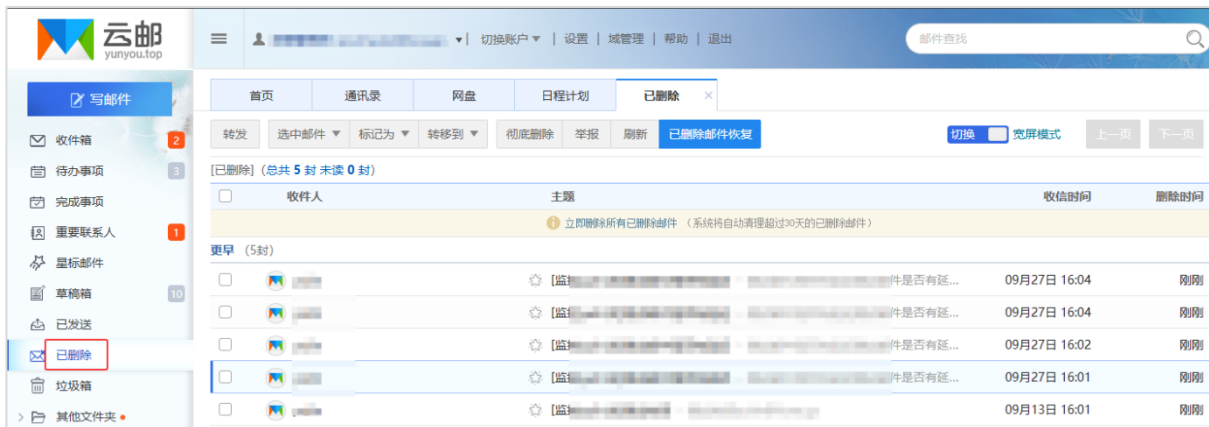 云邮
yunyou.top
切换账户 ▼ | 设置 | 域管理 | 帮助 | 退出
邮件查找
写邮件
收件箱 2
待办事项 3
完成事项
重要联系人 1
星标邮件
草稿箱 10
已发送
已删除
垃圾箱
其他文件夹
首页 通讯录 网盘 日程计划 已删除 ×
转发 选中邮件 ▼ 标记为 ▼ 转移到 ▼ 彻底删除 举报 刷新 已删除邮件恢复 切换 宽屏模式 上一页 下一页
[已删除] (总共 5 封 未读 0 封)
收件人 主题 收信时间 删除时间
立即删除所有已删除邮件 (系统将自动清理超过30天的已删除邮件)
更早 (5封)
[监 件是否有延... 09月27日 16:04 刚刚
[监 件是否有延... 09月27日 16:04 刚刚
[监 件是否有延... 09月27日 16:02 刚刚
[监 件是否有延... 09月27日 16:01 刚刚
[监 09月13日 16:01 刚刚